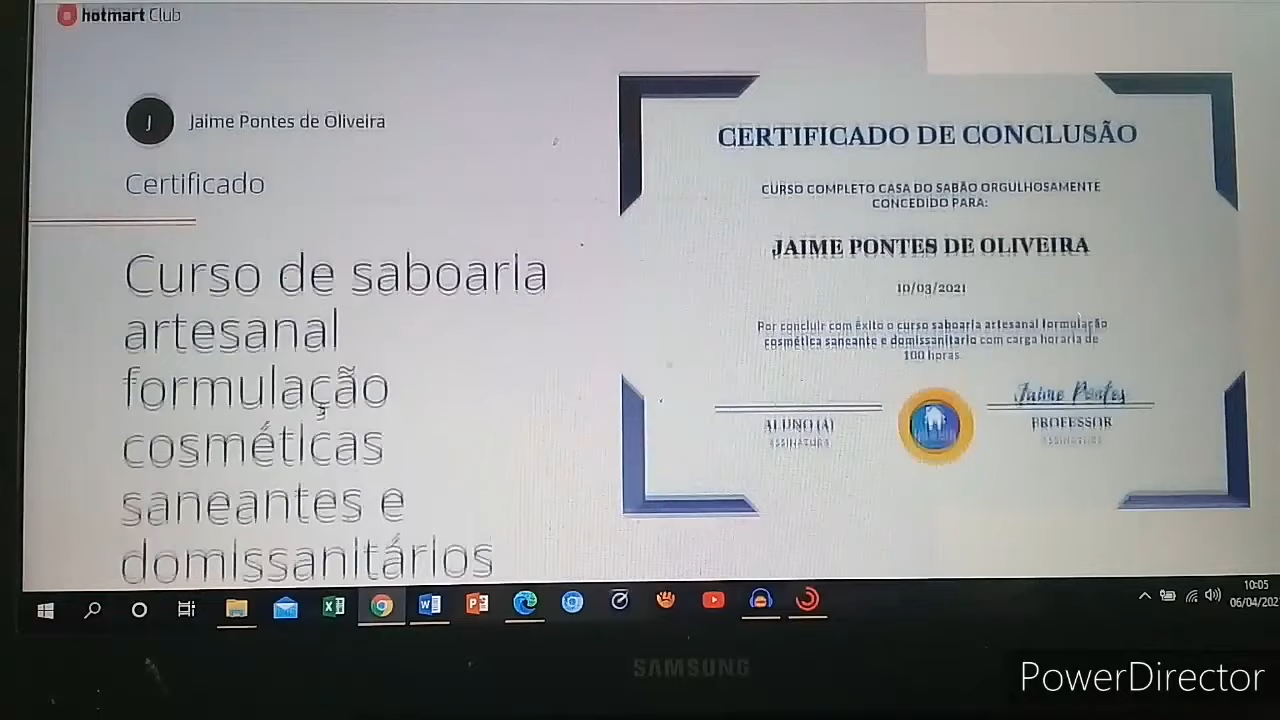 hotmart Club
J
Jaime Pontes de Oliveira
Certificado
Curso de saboaria
artesanal
formulação
cosméticas
saneantes e
domissanitários
CERTIFICADO DE CONCLUSÃO
CURSO COMPLETO CASA DO SABÃO ORGULHOSAMENTE
CONCEDIDO PARA:
JAIME PONTES DE OLIVEIRA
10/03/2021
Por concluir com êxito o curso saboaria artesanal formulação
cosmética saneante e domissanitario com carga horaria de
100 horas
Jaime Pontes
ALUNO(A)
ASSINATURA
PROFESSOR
ASSINATURA
10:05
06/04/202
SAMSUNG
PowerDirector